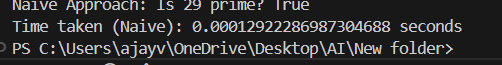 Naive Approach: Is 29 prime? True
Time taken (Naive): 0.00012922286987304688 seconds
PS C:\Users\ajayv\OneDrive\Desktop\AI\New folder>